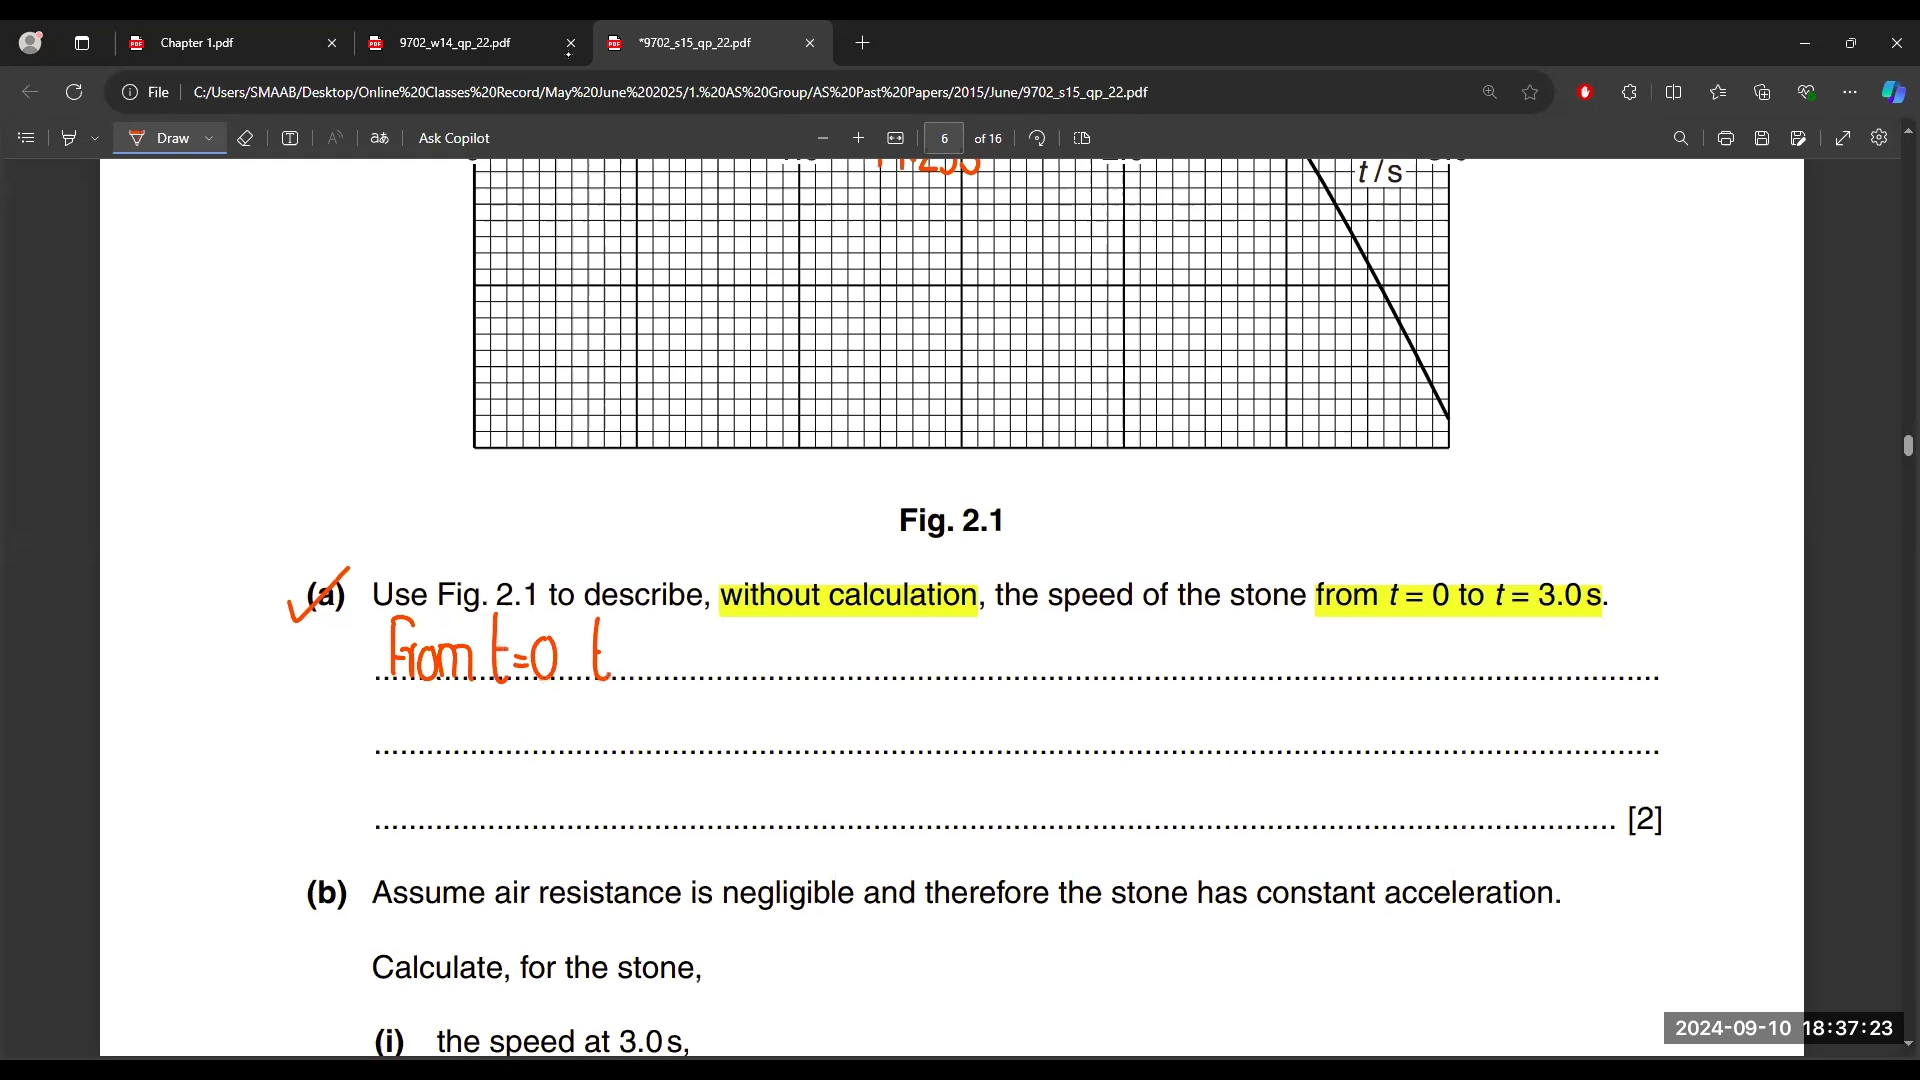 Chapter 1.pdf
9702_w14_qp_22.pdf
*9702_s15_qp_22.pdf
File
C:/Users/SMAAB/Desktop/Online%20Classes%20Record/May%20June%202025/1.%20AS%20Group/AS%20Past%20Papers/2015/June/9702_s15_qp_22.pdf
Draw
aあ
Ask Copilot
6 of 16
t / s
Fig. 2.1
(a) Use Fig. 2.1 to describe, without calculation, the speed of the stone from t = 0 to t = 3.0 s.
From t=0 t
[2]
(b) Assume air resistance is negligible and therefore the stone has constant acceleration.
Calculate, for the stone,
(i) the speed at 3.0 s,
2024-09-10 18:37:23